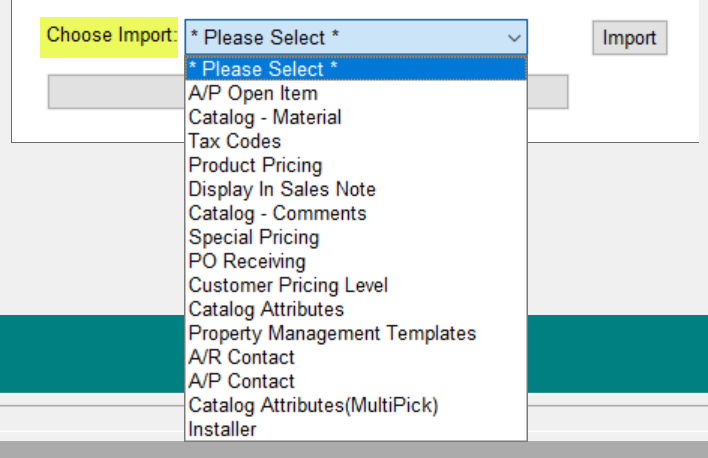 Choose Import: * Please Select * Import
* Please Select *
A/P Open Item
Catalog - Material
Tax Codes
Product Pricing
Display In Sales Note
Catalog - Comments
Special Pricing
PO Receiving
Customer Pricing Level
Catalog Attributes
Property Management Templates
A/R Contact
A/P Contact
Catalog Attributes(MultiPick)
Installer